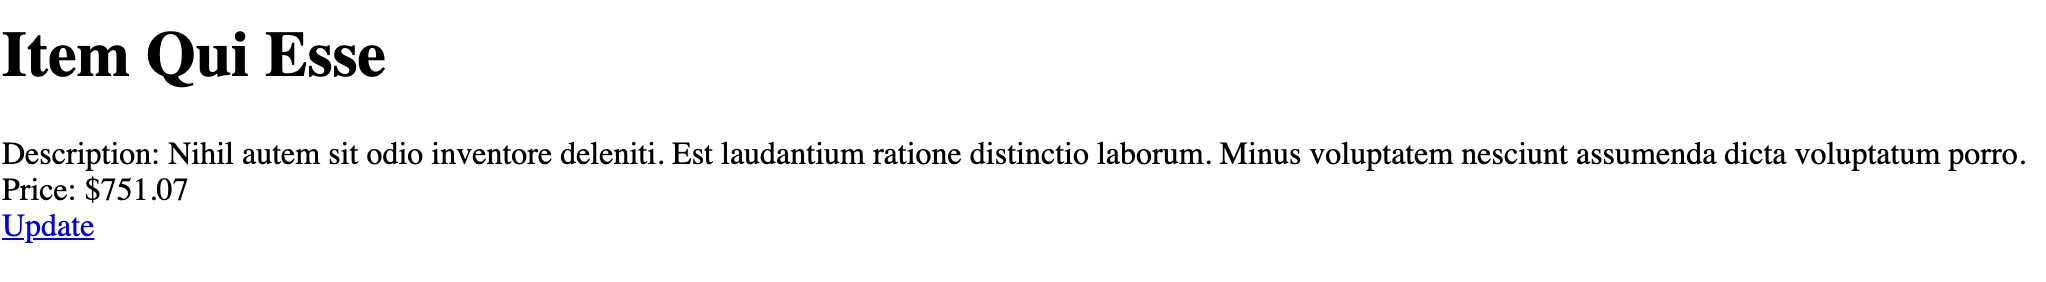 Item Qui Esse
Description: Nihil autem sit odio inventore deleniti. Est laudantium ratione distinctio laborum. Minus voluptatem nesciunt assumenda dicta voluptatum porro.
Price: $751.07
Update